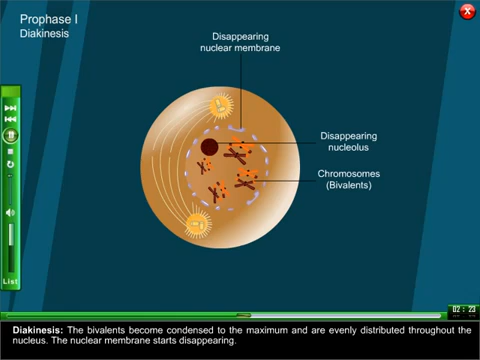 Prophase I
Diakinesis
Disappearing
nuclear membrane
Disappearing
nucleolus
Chromosomes
(Bivalents)
List
02 : 23
Diakinesis: The bivalents become condensed to the maximum and are evenly distributed throughout the
nucleus. The nuclear membrane starts disappearing.